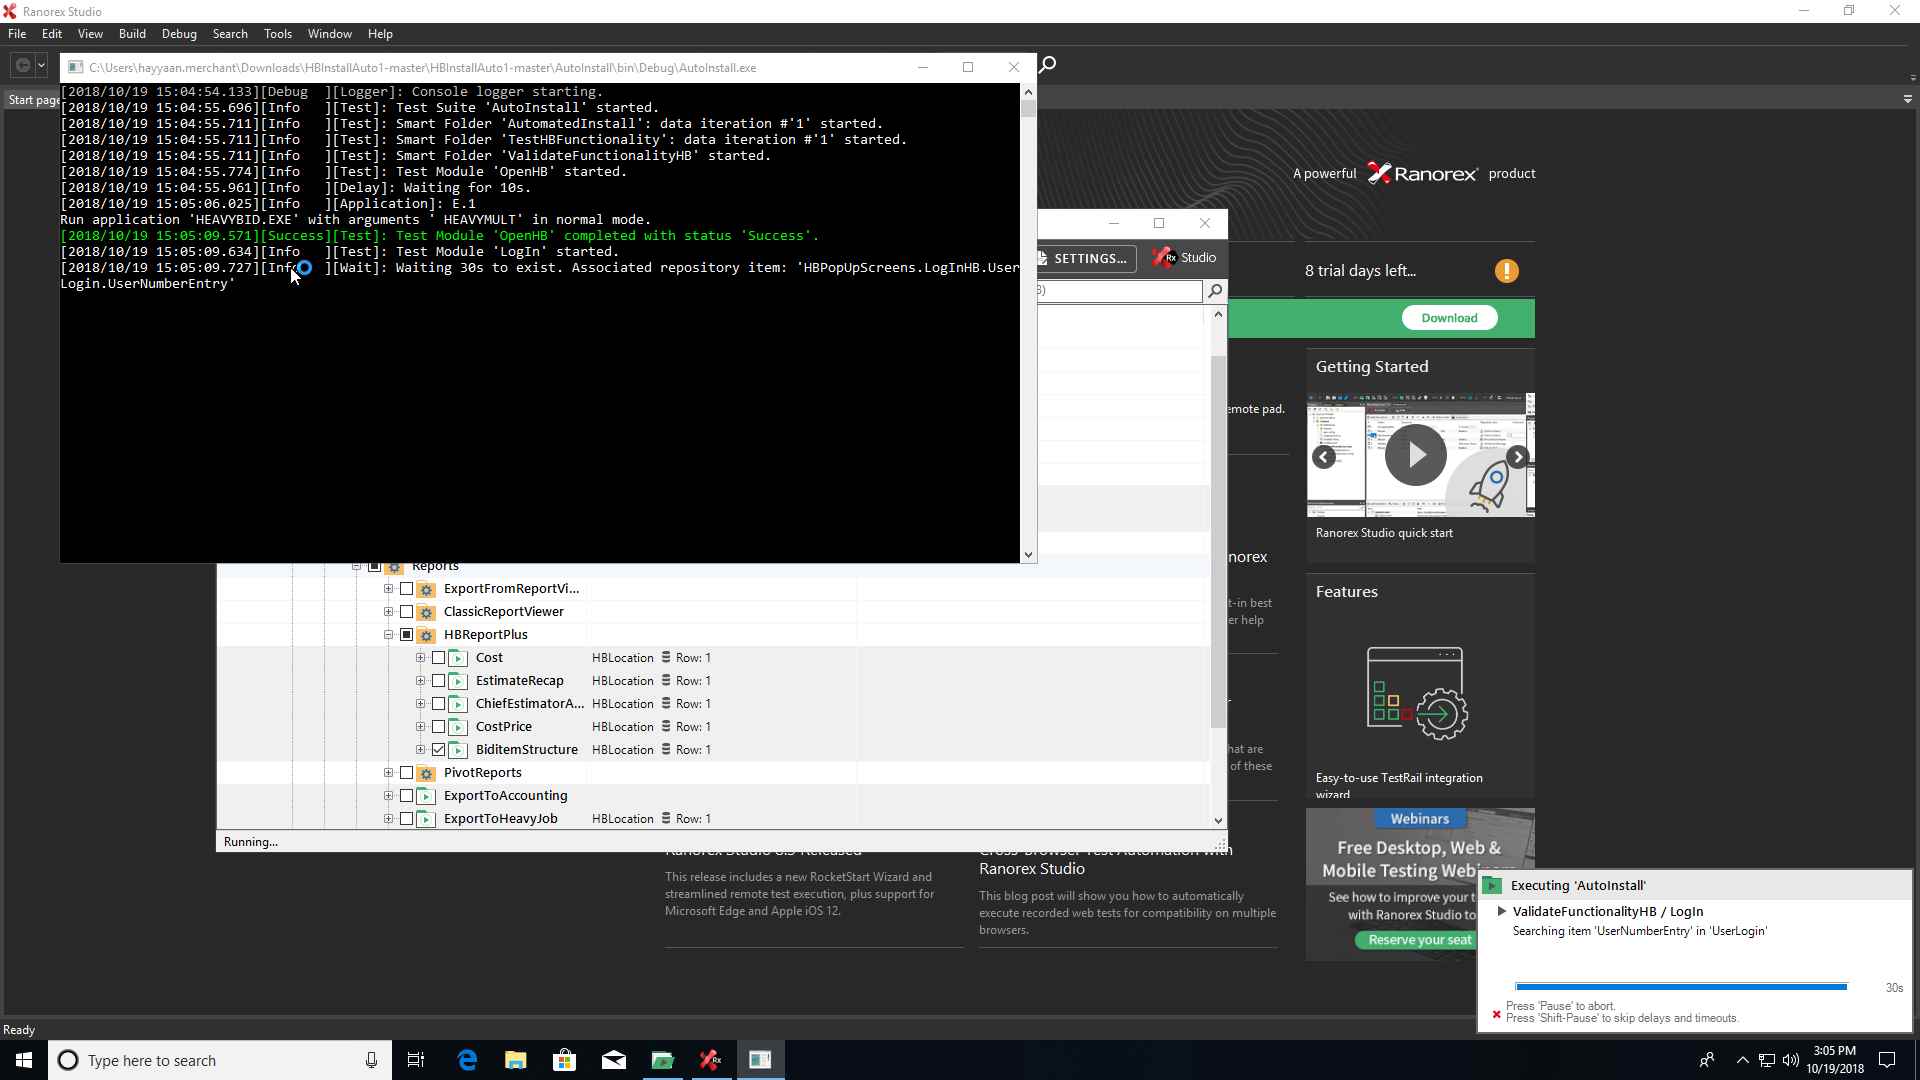 Ranorex Studio
File Edit View Build Debug Search Tools Window Help
C:\Users\hayyaan.merchant\Downloads\HBInstallAuto1-master\HBInstallAuto1-master\AutoInstall\bin\Debug\AutoInstall.exe
Start page
[2018/10/19 15:04:54.133][Debug ][Logger]: Console logger starting.
[2018/10/19 15:04:55.696][Info ][Test]: Test Suite 'AutoInstall' started.
[2018/10/19 15:04:55.711][Info ][Test]: Smart Folder 'AutomatedInstall': data iteration #'1' started.
[2018/10/19 15:04:55.711][Info ][Test]: Smart Folder 'TestHBFunctionality': data iteration #'1' started.
[2018/10/19 15:04:55.711][Info ][Test]: Smart Folder 'ValidateFunctionalityHB' started.
[2018/10/19 15:04:55.774][Info ][Test]: Test Module 'OpenHB' started.
[2018/10/19 15:04:55.961][Info ][Delay]: Waiting for 10s.
[2018/10/19 15:05:06.025][Info ][Application]: E.1
Run application 'HEAVYBID.EXE' with arguments ' HEAVYMULT' in normal mode.
[2018/10/19 15:05:09.571][Success][Test]: Test Module 'OpenHB' completed with status 'Success'.
[2018/10/19 15:05:09.634][Info ][Test]: Test Module 'LogIn' started.
[2018/10/19 15:05:09.727][Info ][Wait]: Waiting 30s to exist. Associated repository item: 'HBPopUpScreens.LogInHB.User
Login.UserNumberEntry'
SETTINGS...
Rx Studio
3)
Reports
ExportFromReportVi...
ClassicReportViewer
HBReportPlus
Cost HBLocation Row: 1
EstimateRecap HBLocation Row: 1
ChiefEstimatorA... HBLocation Row: 1
CostPrice HBLocation Row: 1
BiditemStructure HBLocation Row: 1
PivotReports
ExportToAccounting
ExportToHeavyJob HBLocation Row: 1
Running...
A powerful Ranorex product
8 trial days left...
Download
emote pad.
norex
t-in best
er help
r
hat are
of these
Getting Started
Ranorex Studio quick start
Features
Easy-to-use TestRail integration
wizard
Webinars
Free Desktop, Web &
Mobile Testing Webi
See how to improve your t
with Ranorex Studio to
Reserve your seat
Ranorex Studio 8.3 Released
This release includes a new RocketStart Wizard and
streamlined remote test execution, plus support for
Microsoft Edge and Apple iOS 12.
Cross-Browser Test Automation with
Ranorex Studio
This blog post will show you how to automatically
execute recorded web tests for compatibility on multiple
browsers.
Executing 'AutoInstall'
ValidateFunctionalityHB / LogIn
Searching item 'UserNumberEntry' in 'UserLogin'
30s
Press 'Pause' to abort.
Press 'Shift-Pause' to skip delays and timeouts.
Ready
Type here to search
Rx
3:05 PM
10/19/2018